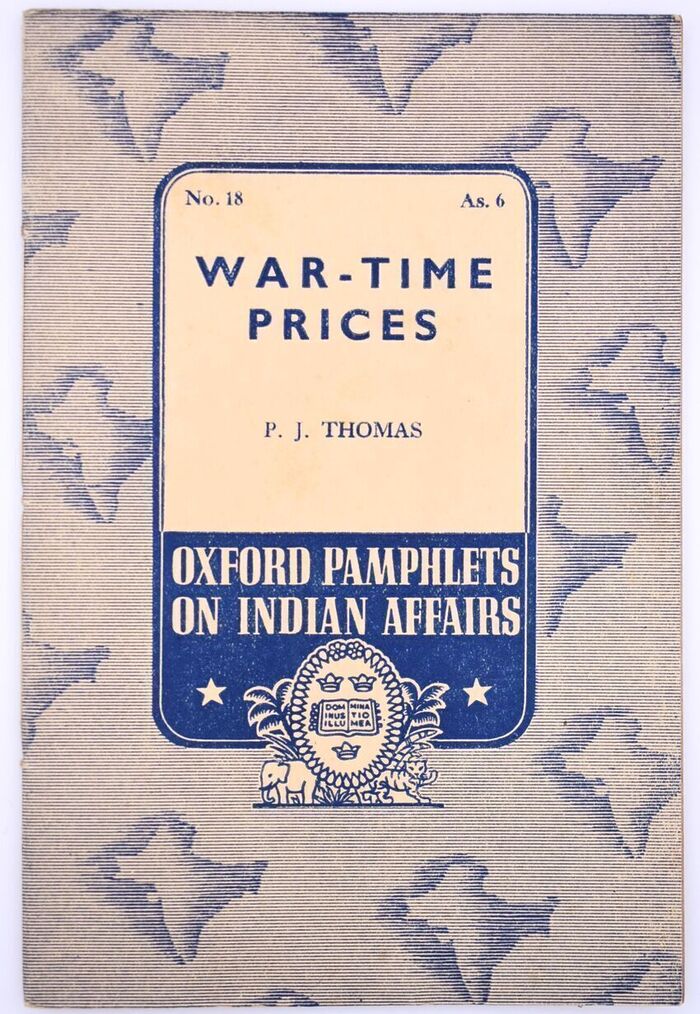 No. 18 As. 6
WAR-TIME
PRICES
P. J. THOMAS
OXFORD PAMPHLETS
ON INDIAN AFFAIRS
DOM MINA
INUS TIO
ILLU MEA